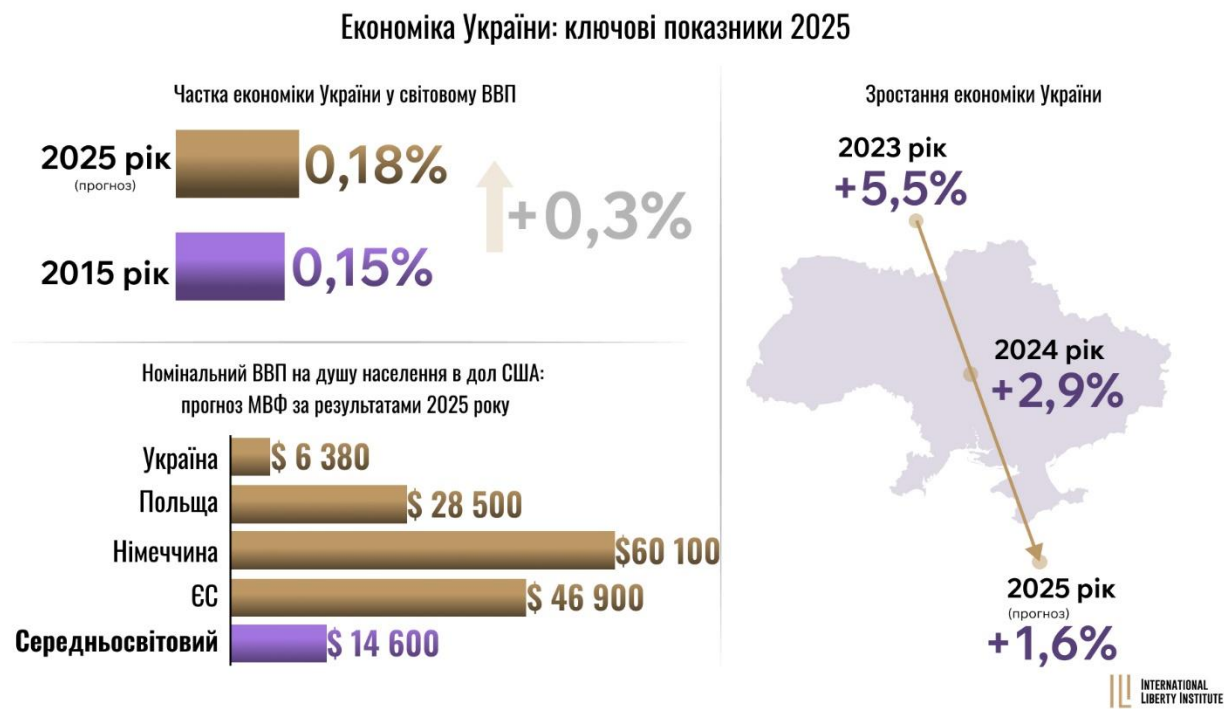 Економіка України: ключові показники 2025
Частка економіки України у світовому ВВП
2025 рік
(прогноз)
0,18%
+0,3%
2015 рік
0,15%
Номінальний ВВП на душу населення в дол США:
прогноз МВФ за результатами 2025 року
Україна $ 6 380
Польща $ 28 500
Німеччина $60 100
ЄС $ 46 900
Середньосвітовий $ 14 600
Зростання економіки України
2023 рік
+5,5%
2024 рік
+2,9%
2025 рік
(прогноз)
+1,6%
INTERNATIONAL
LIBERTY INSTITUTE